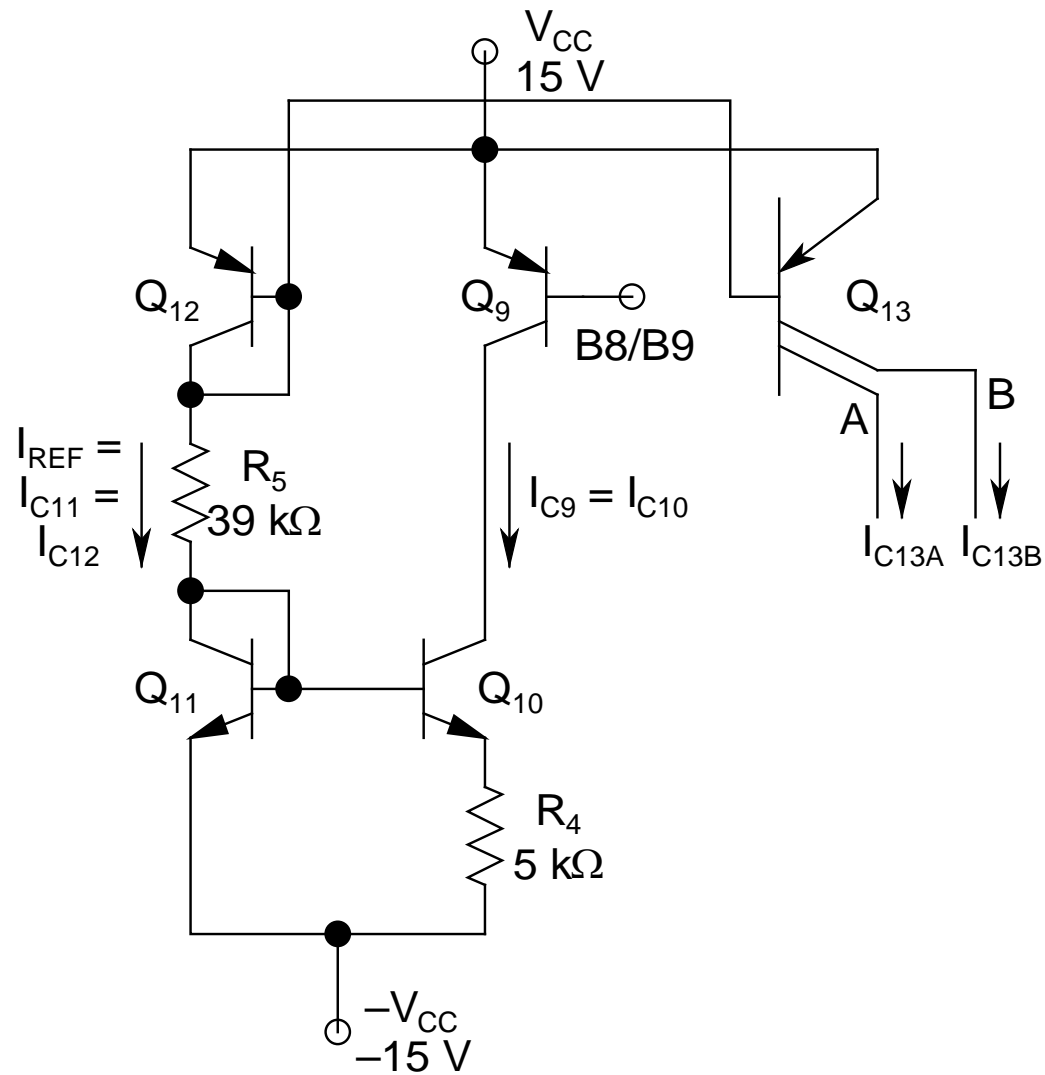 V_CC
15 V
Q_12
Q_9
Q_13
B8/B9
A
B
I_REF =
I_C11 =
I_C12
R_5
39 kΩ
I_C9 = I_C10
I_C13A
I_C13B
Q_11
Q_10
R_4
5 kΩ
–V_CC
–15 V